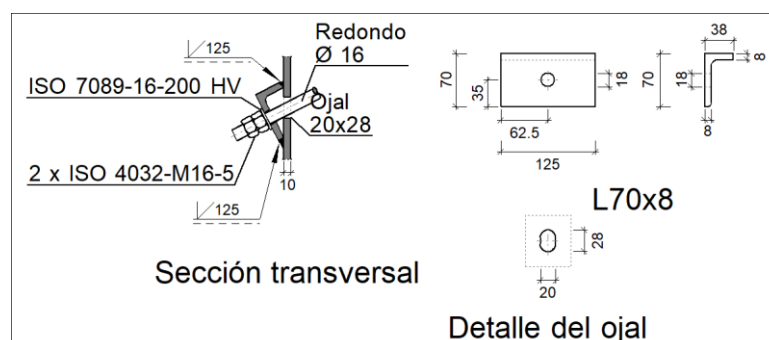 125
Redondo
Ø 16
ISO 7089-16-200 HV
Ojal
20x28
2 x ISO 4032-M16-5
10
125
Sección transversal
70
35
18
62.5
125
38
8
70
18
8
L70x8
28
20
Detalle del ojal